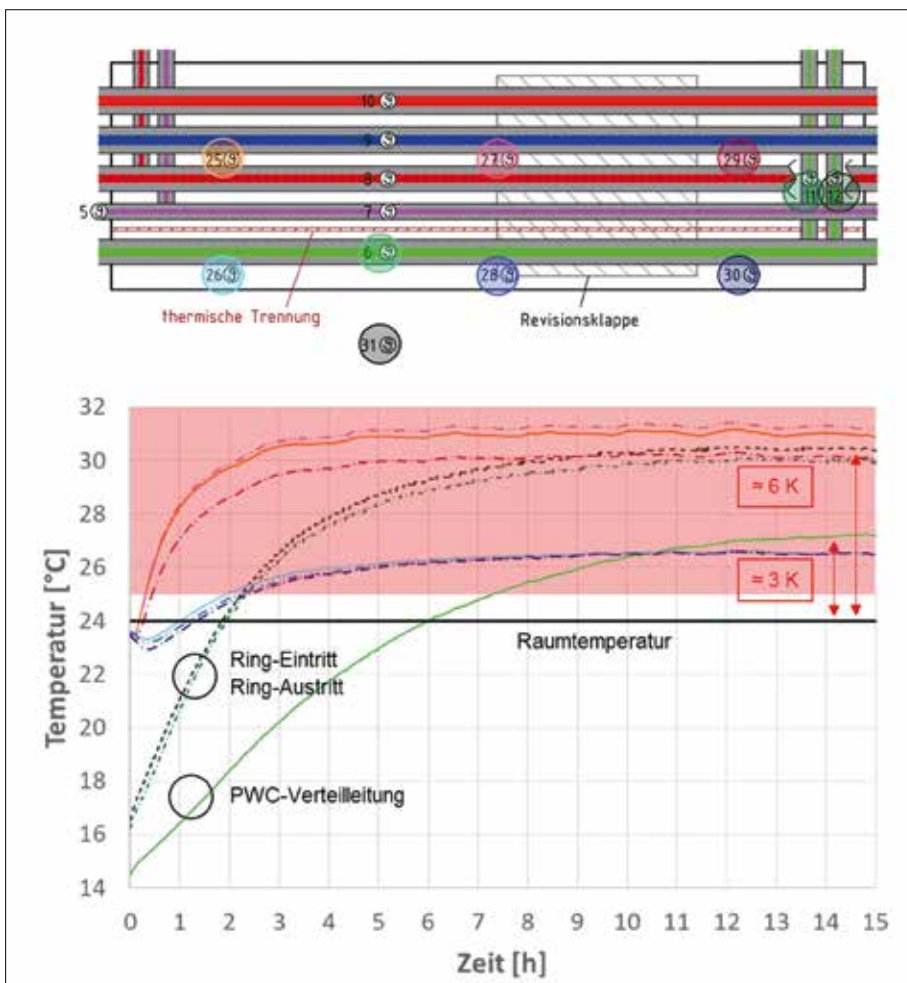 10
9
25
27
29
8
11
12
5
7
6
26
28
30
thermische Trennung
Revisionsklappe
31
32
30
28
26
24
22
20
18
16
14
Temperatur [°C]
≈ 6 K
≈ 3 K
Raumtemperatur
Ring-Eintritt
Ring-Austritt
PWC-Verteilleitung
0 1 2 3 4 5 6 7 8 9 10 11 12 13 14 15
Zeit [h]